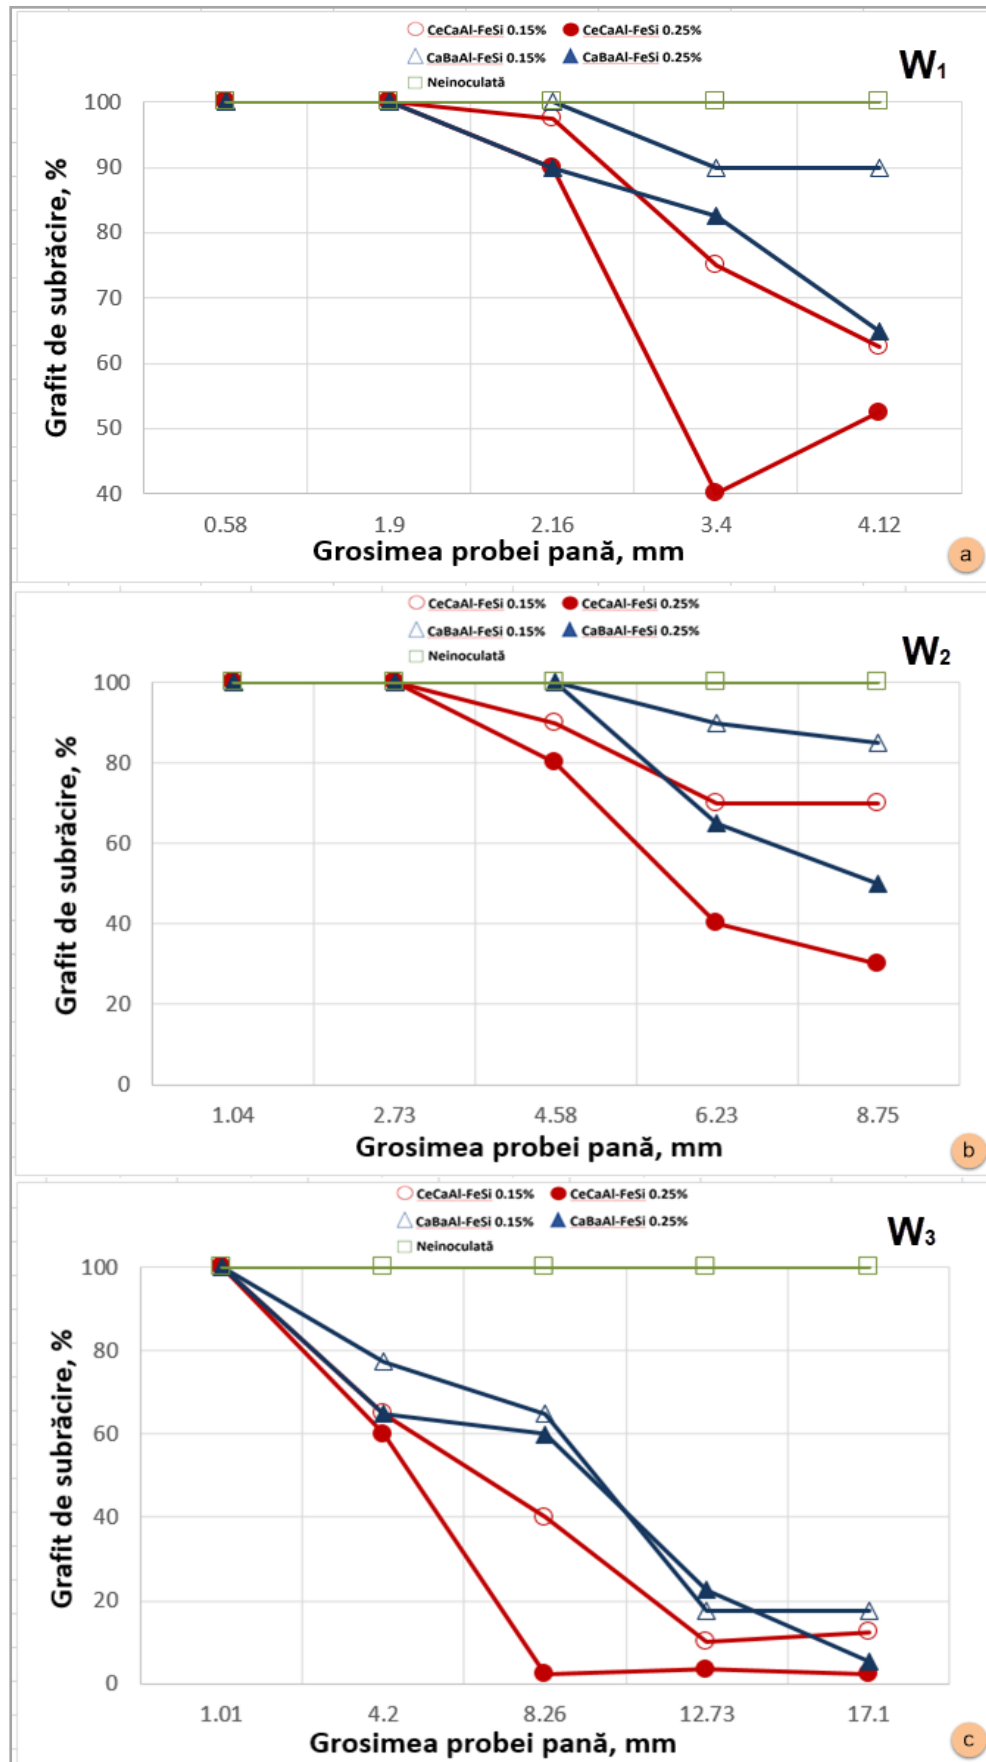 CeCaAl-FeSi 0.15% CeCaAl-FeSi 0.25%
CaBaAl-FeSi 0.15% CaBaAl-FeSi 0.25%
Neinoculată
W1
Grafit de subrăcire, %
100
90
80
70
60
50
40
0.58 1.9 2.16 3.4 4.12
Grosimea probei pană, mm
a
CeCaAl-FeSi 0.15% CeCaAl-FeSi 0.25%
CaBaAl-FeSi 0.15% CaBaAl-FeSi 0.25%
Neinoculată
W2
Grafit de subrăcire, %
100
80
60
40
20
0
1.04 2.73 4.58 6.23 8.75
Grosimea probei pană, mm
b
CeCaAl-FeSi 0.15% CeCaAl-FeSi 0.25%
CaBaAl-FeSi 0.15% CaBaAl-FeSi 0.25%
Neinoculată
W3
Grafit de subrăcire, %
100
80
60
40
20
0
1.01 4.2 8.26 12.73 17.1
Grosimea probei pană, mm
c